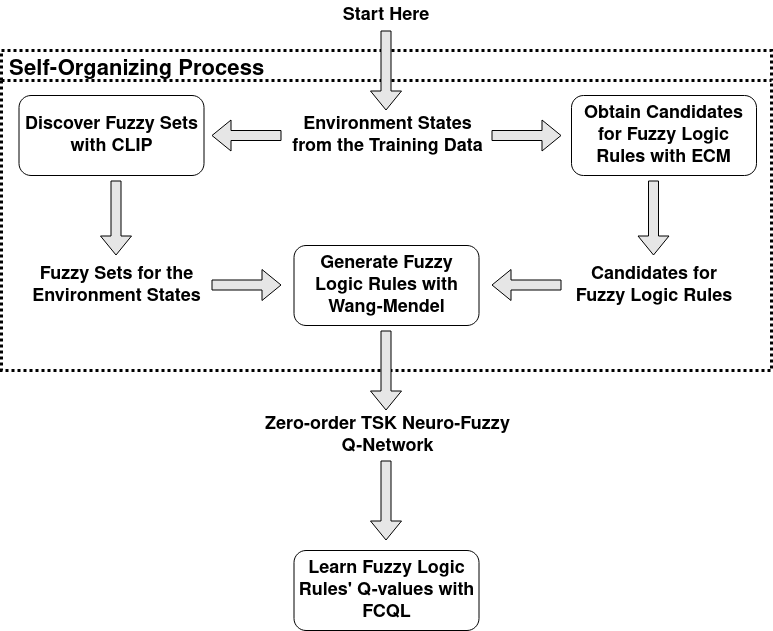 Start Here
Self-Organizing Process
Discover Fuzzy Sets
with CLIP
Environment States
from the Training Data
Obtain Candidates
for Fuzzy Logic
Rules with ECM
Fuzzy Sets for the
Environment States
Generate Fuzzy
Logic Rules with
Wang-Mendel
Candidates for
Fuzzy Logic Rules
Zero-order TSK Neuro-Fuzzy
Q-Network
Learn Fuzzy Logic
Rules' Q-values with
FCQL